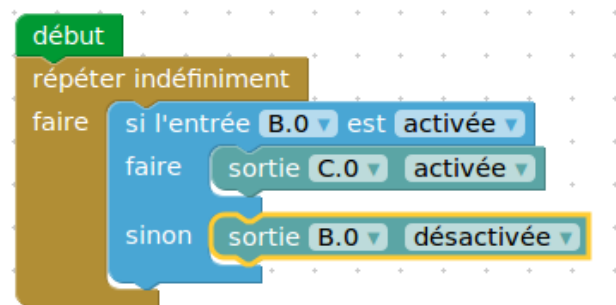 début
répéter indéfiniment
faire si l'entrée B.0 est activée
faire sortie C.0 activée
sinon sortie B.0 désactivée